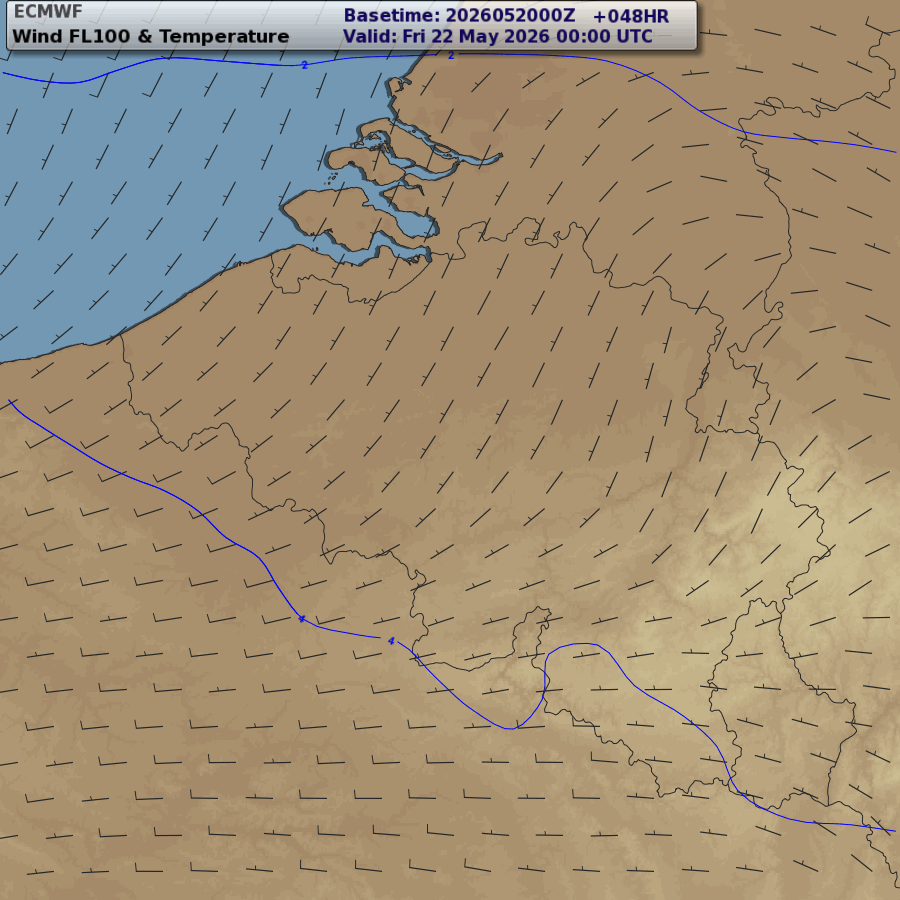 ECMWF
Basetime: 2026052000Z +048HR
Wind FL100 & Temperature
Valid: Fri 22 May 2026 00:00 UTC
2
2
4
4